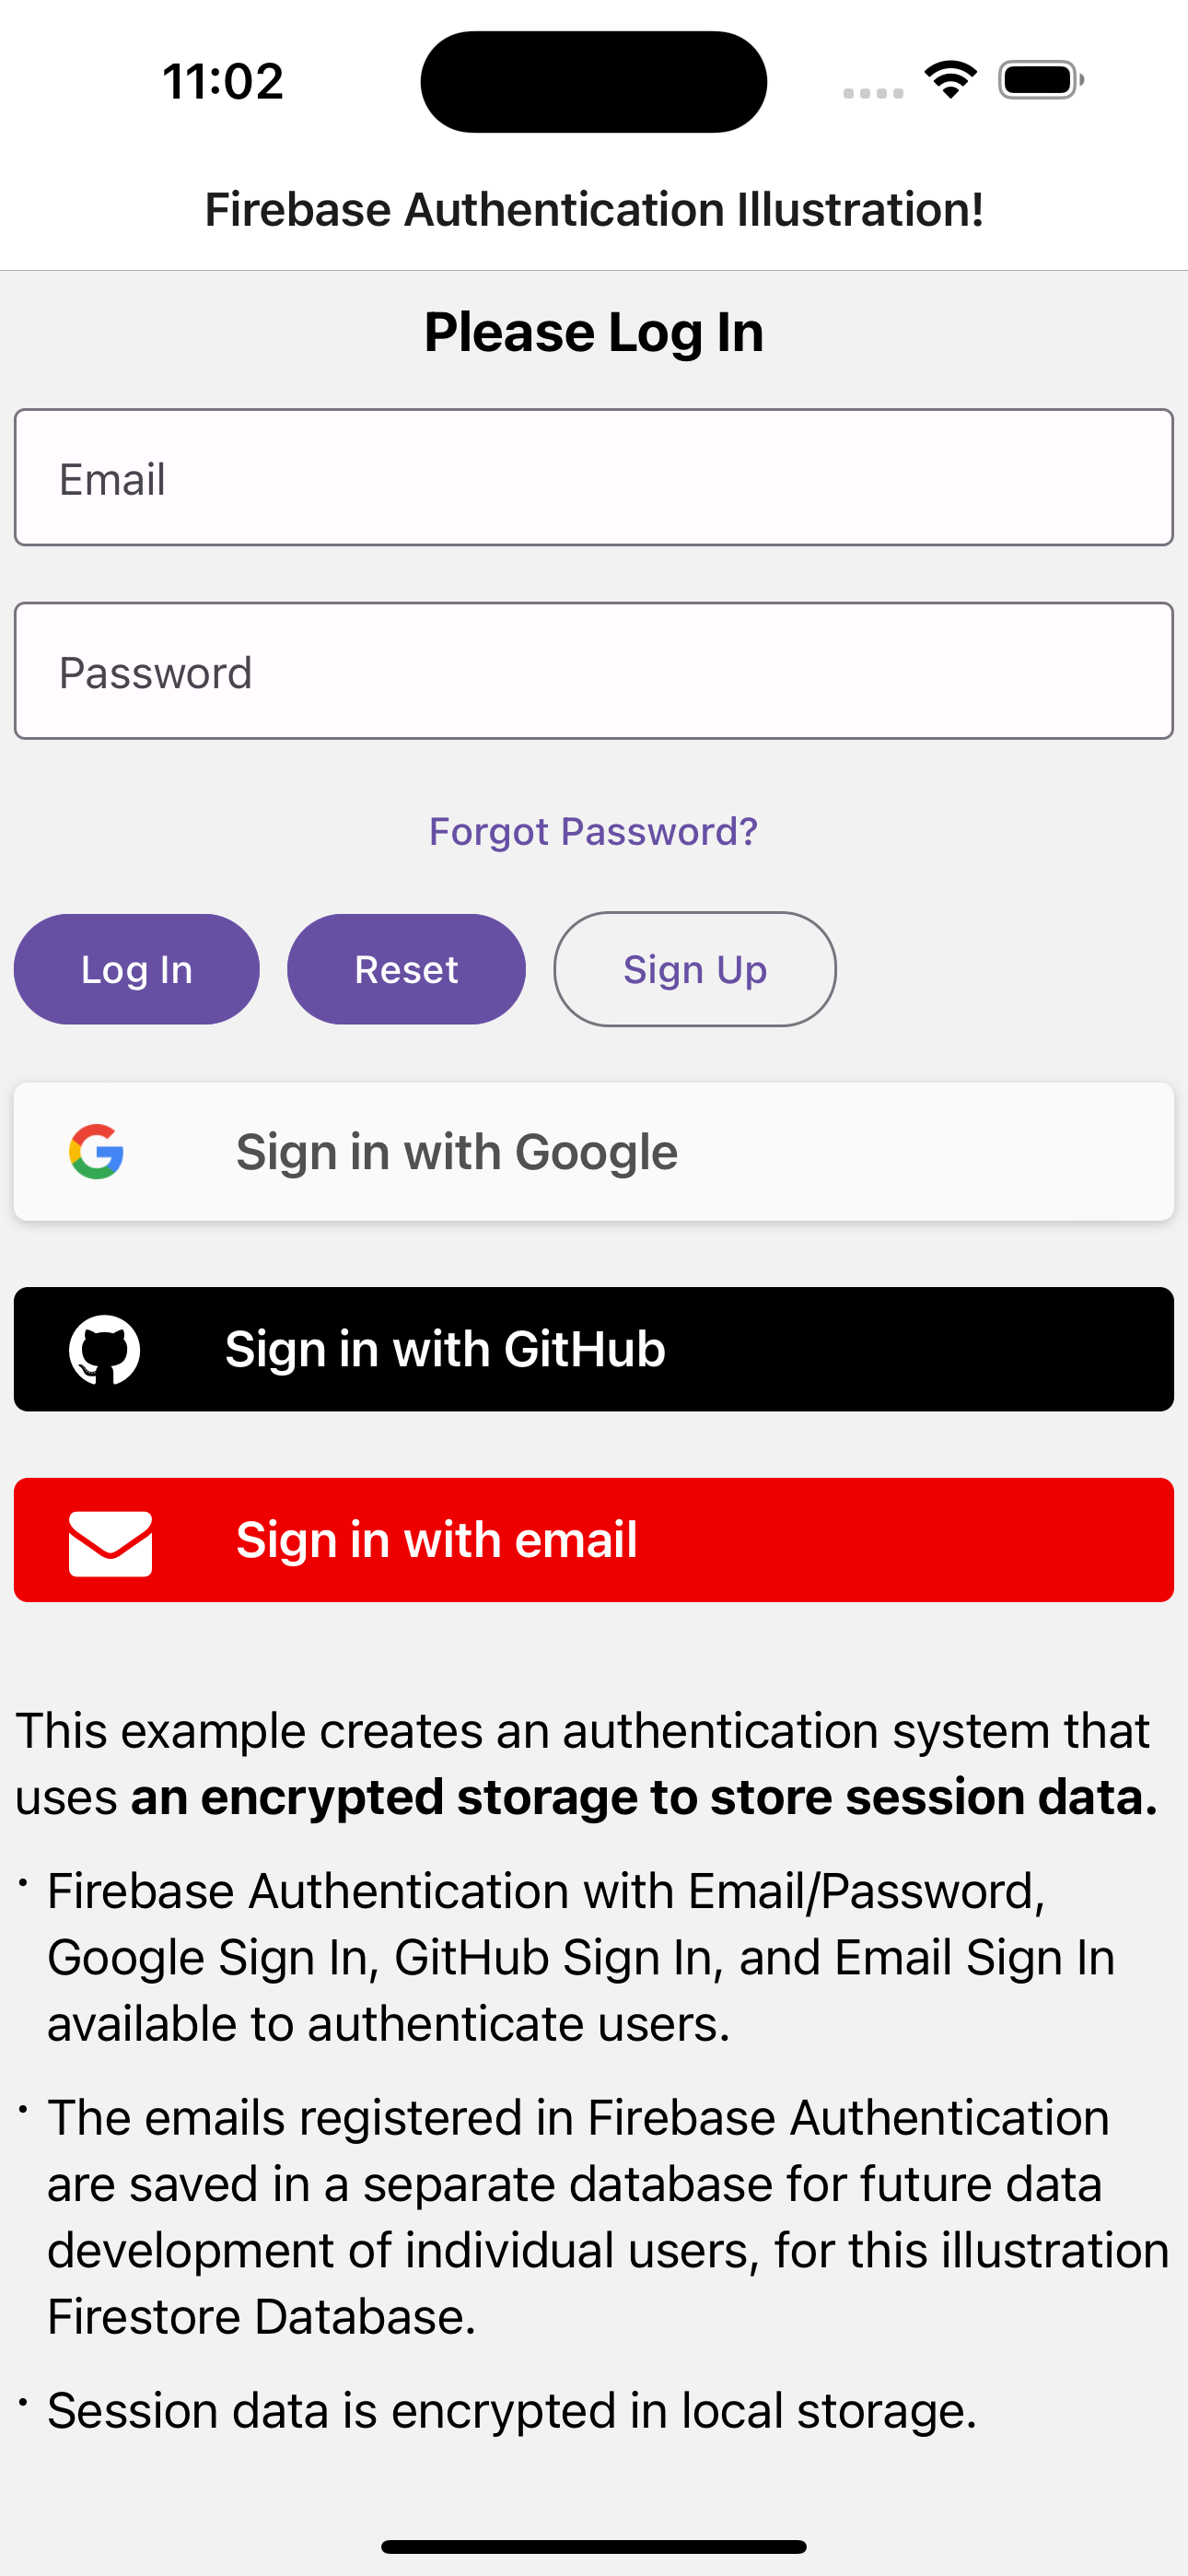 11:02
Firebase Authentication Illustration!
Please Log In
Email
Password
Forgot Password?
Log In Reset Sign Up
Sign in with Google
Sign in with GitHub
Sign in with email
This example creates an authentication system that
uses an encrypted storage to store session data.
· Firebase Authentication with Email/Password,
Google Sign In, GitHub Sign In, and Email Sign In
available to authenticate users.
· The emails registered in Firebase Authentication
are saved in a separate database for future data
development of individual users, for this illustration
Firestore Database.
· Session data is encrypted in local storage.